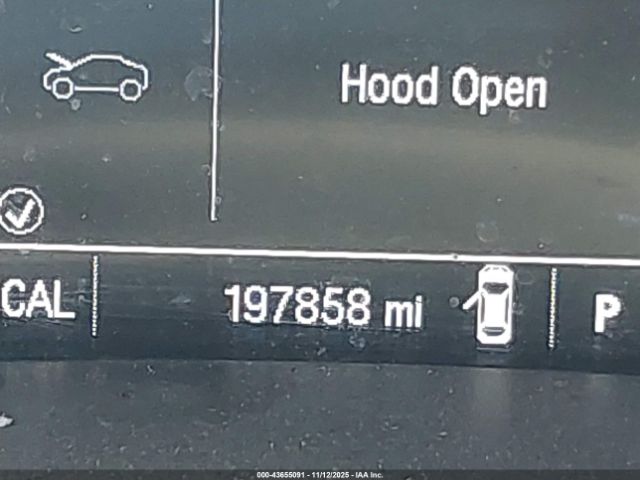 Hood Open
CAL
197858 mi
P
000-43655091 - 11/12/2025 - IAA Inc.